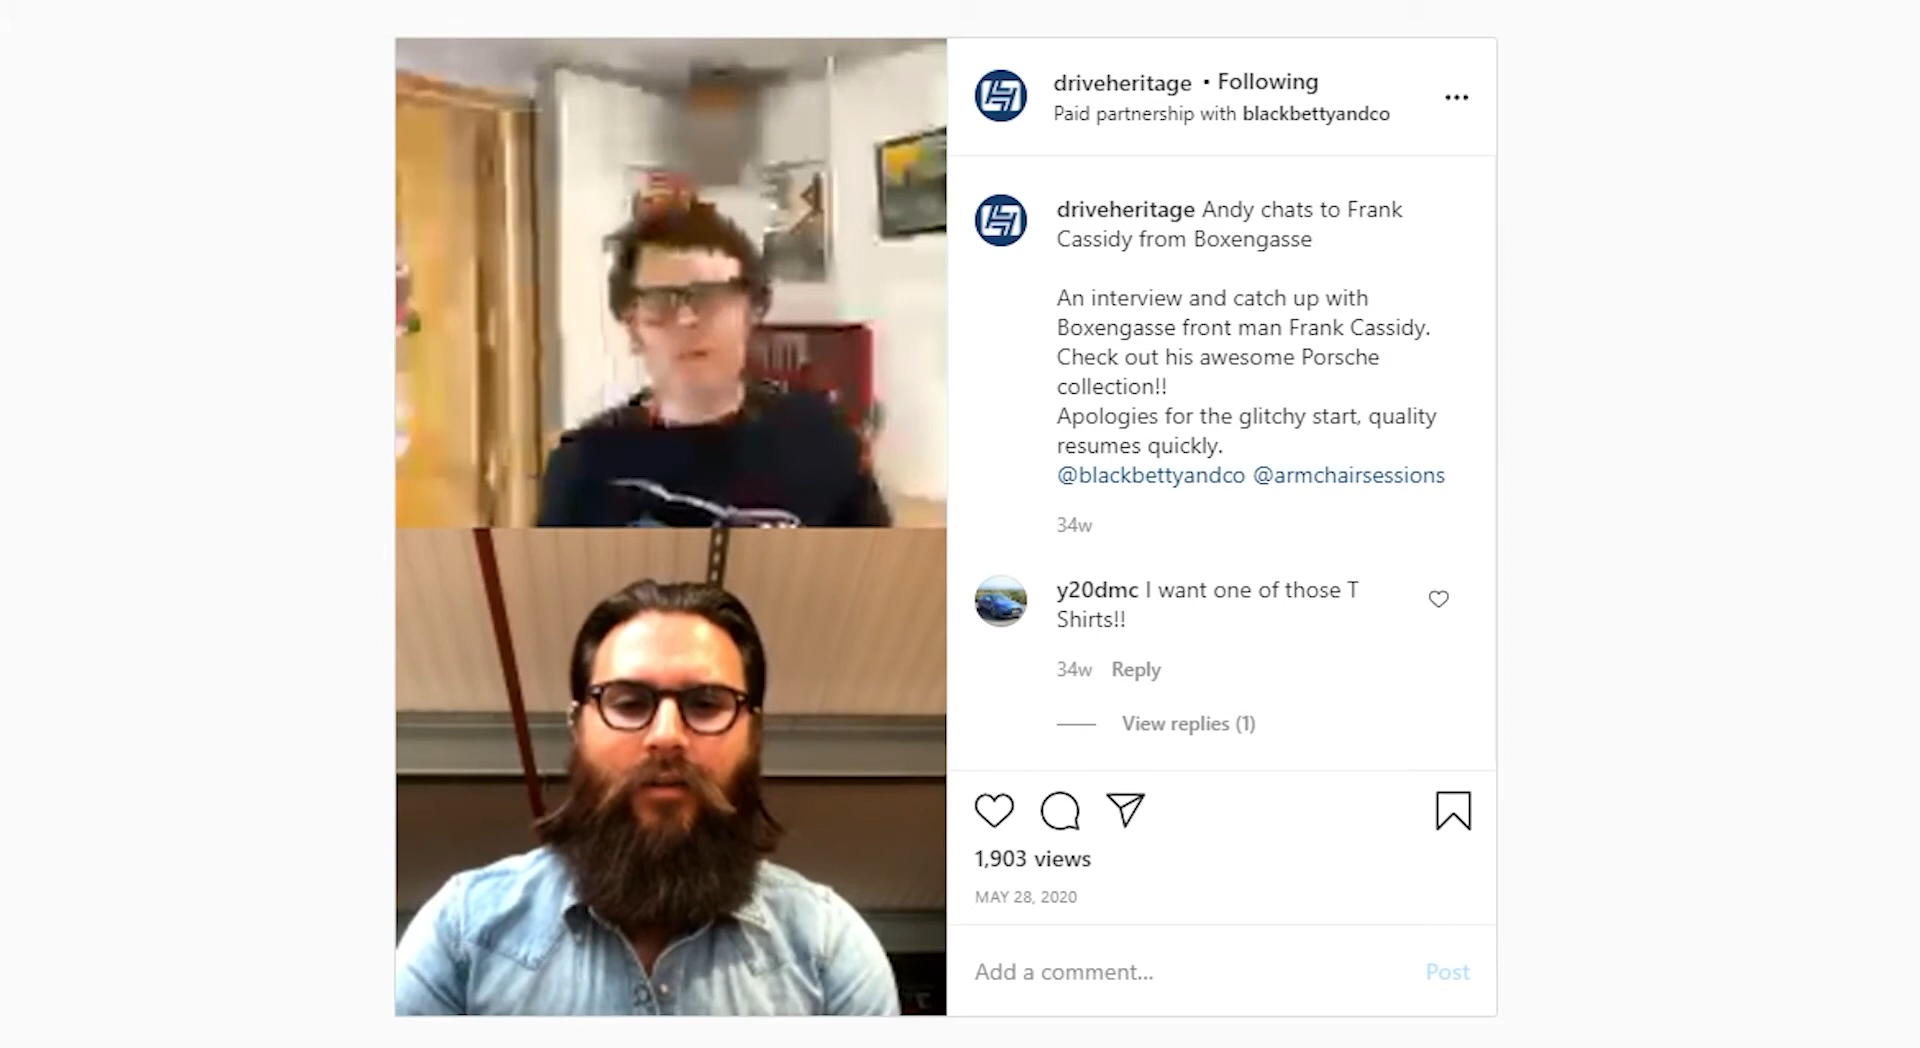 driveheritage • Following
Paid partnership with blackbettyandco
driveheritage Andy chats to Frank
Cassidy from Boxengasse
An interview and catch up with
Boxengasse front man Frank Cassidy.
Check out his awesome Porsche
collection!!
Apologies for the glitchy start, quality
resumes quickly.
@blackbettyandco @armchairsessions
34w
y20dmc I want one of those T
Shirts!!
34w Reply
View replies (1)
1,903 views
MAY 28, 2020
Add a comment...
Post